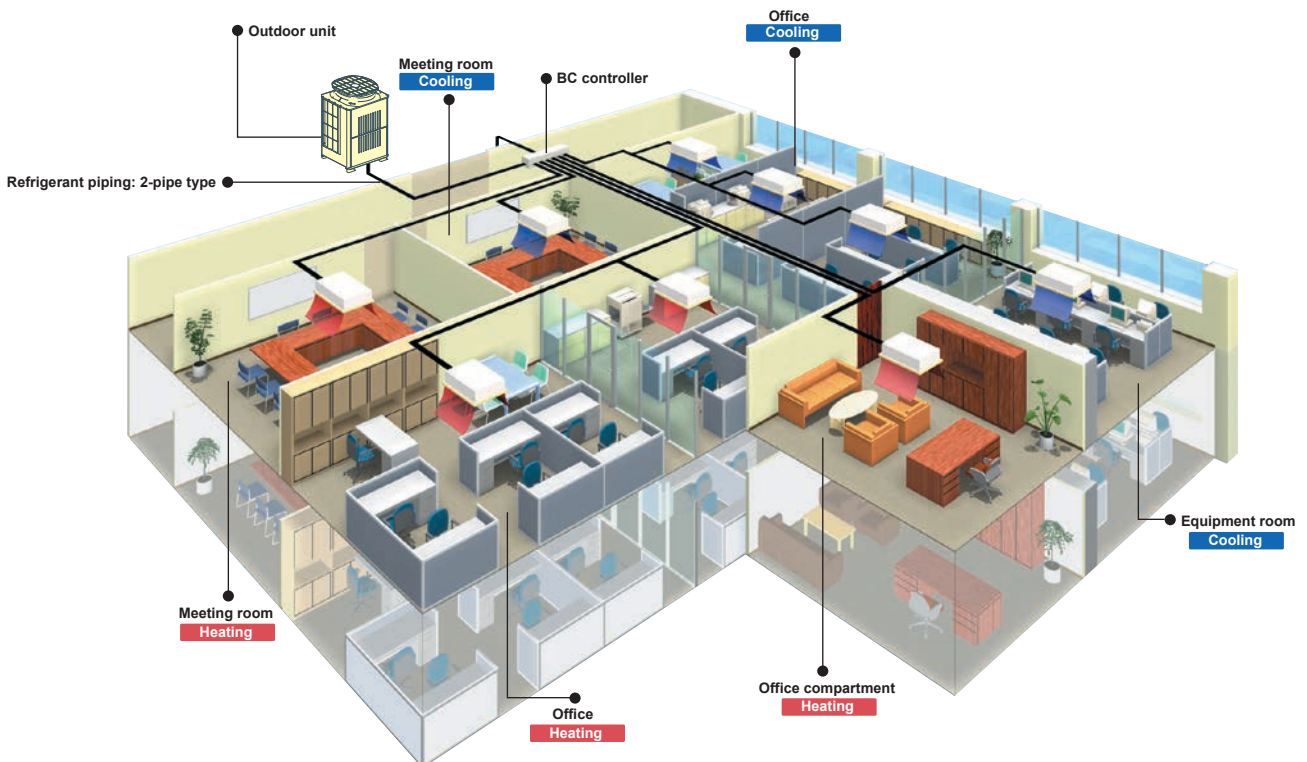 Outdoor unit
Office
Cooling
Meeting room
Cooling
BC controller
Refrigerant piping: 2-pipe type
Equipment room
Cooling
Meeting room
Heating
Office compartment
Heating
Office
Heating